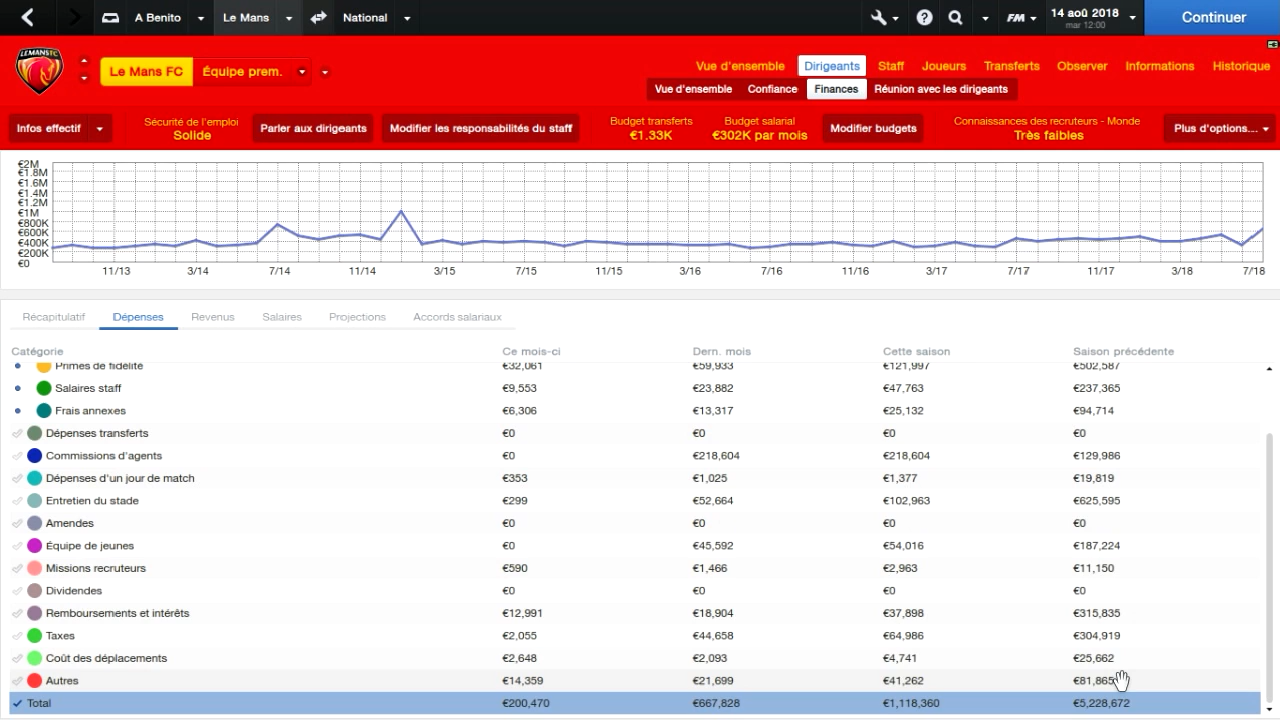 A Benito Le Mans National 14 aoû 2018 Continuer
FM mar 12:00
LE MANS FC
Le Mans FC Équipe prem. Vue d'ensemble Dirigeants Staff Joueurs Transferts Observer Informations Historique
Vue d'ensemble Confiance Finances Réunion avec les dirigeants
Infos effectif Sécurité de l'emploi Solide Parler aux dirigeants Modifier les responsabilités du staff Budget transferts €1.33K Budget salarial €302K par mois Modifier budgets Connaissances des recruteurs - Monde Très faibles Plus d'options....
€2M
€1.8M
€1.6M
€1.4M
€1.2M
€1M
€800K
€600K
€400K
€200K
€0
11/13 3/14 7/14 11/14 3/15 7/15 11/15 3/16 7/16 11/16 3/17 7/17 11/17 3/18 7/18
Récapitulatif Dépenses Revenus Salaires Projections Accords salariaux
Catégorie Ce mois-ci Dern. mois Cette saison Saison précédente
Primes de fidélité €32,061 €59,933 €121,997 €502,587
Salaires staff €9,553 €23,882 €47,763 €237,365
Frais annexes €6,306 €13,317 €25,132 €94,714
Dépenses transferts €0 €0 €0 €0
Commissions d'agents €0 €218,604 €218,604 €129,986
Dépenses d'un jour de match €353 €1,025 €1,377 €19,819
Entretien du stade €299 €52,664 €102,963 €625,595
Amendes €0 €0 €0 €0
Équipe de jeunes €0 €45,592 €54,016 €187,224
Missions recruteurs €590 €1,466 €2,963 €11,150
Dividendes €0 €0 €0 €0
Remboursements et intérêts €12,991 €18,904 €37,898 €315,835
Taxes €2,055 €44,658 €64,986 €304,919
Coût des déplacements €2,648 €2,093 €4,741 €25,662
Autres €14,359 €21,699 €41,262 €81,865
Total €200,470 €667,828 €1,118,360 €5,228,672